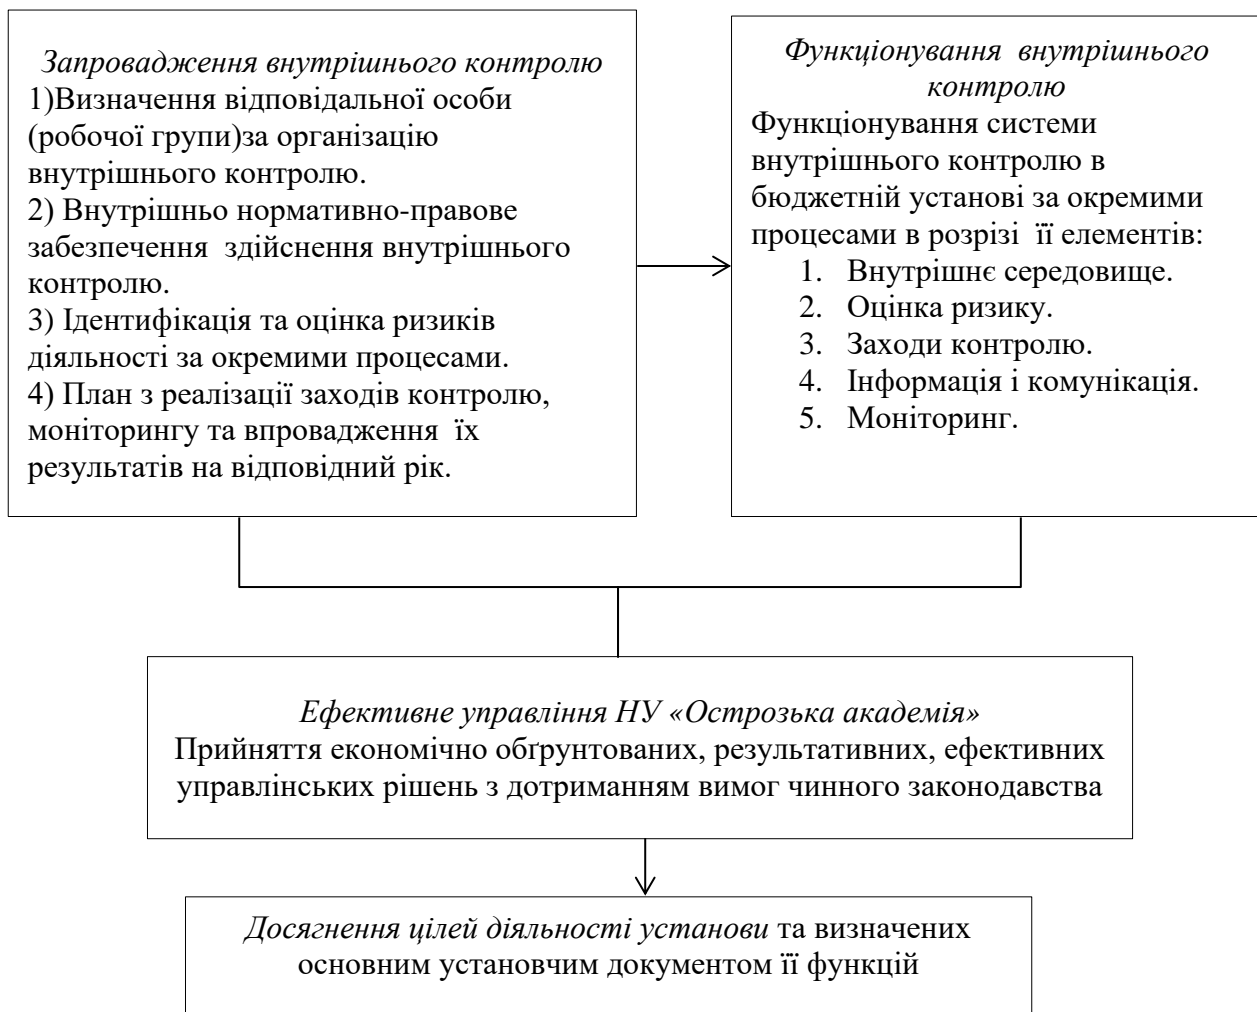 Запровадження внутрішнього контролю
1)Визначення відповідальної особи
(робочої групи)за організацію
внутрішнього контролю.
2) Внутрішньо нормативно-правове
забезпечення здійснення внутрішнього
контролю.
3) Ідентифікація та оцінка ризиків
діяльності за окремими процесами.
4) План з реалізації заходів контролю,
моніторингу та впровадження їх
результатів на відповідний рік.
Функціонування внутрішнього
контролю
Функціонування системи
внутрішнього контролю в
бюджетній установі за окремими
процесами в розрізі її елементів:
1. Внутрішнє середовище.
2. Оцінка ризику.
3. Заходи контролю.
4. Інформація і комунікація.
5. Моніторинг.
Ефективне управління НУ «Острозька академія»
Прийняття економічно обґрунтованих, результативних, ефективних
управлінських рішень з дотриманням вимог чинного законодавства
Досягнення цілей діяльності установи та визначених
основним установчим документом її функцій